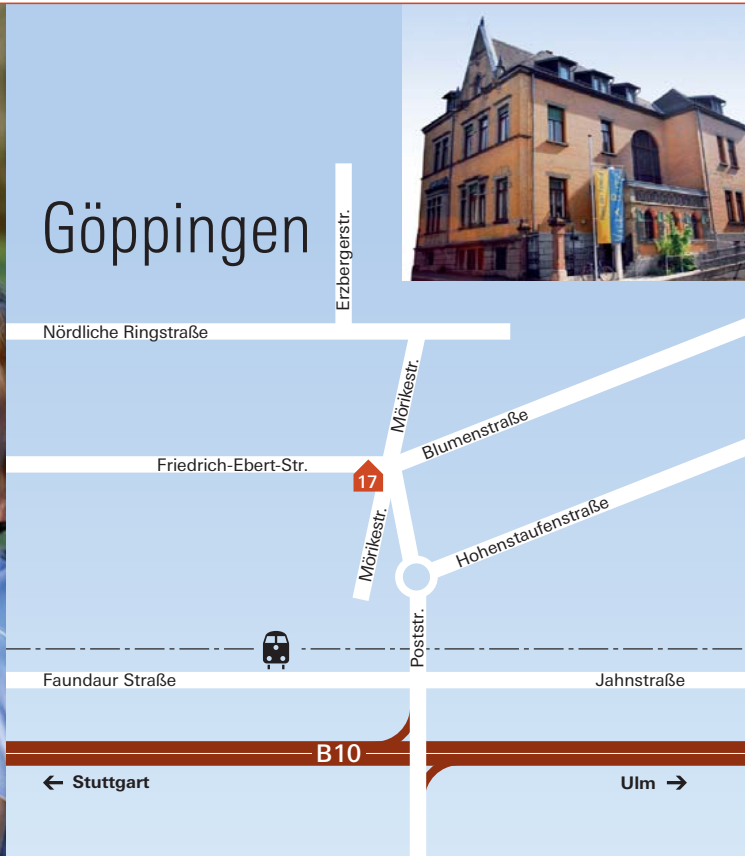 Göppingen
Erzbergerstr.
Nördliche Ringstraße
Mörikestr.
Blumenstraße
Friedrich-Ebert-Str.
17
Mörikestr.
Hohenstaufenstraße
Poststr.
Faundaur Straße
Jahnstraße
B10
← Stuttgart
Ulm →